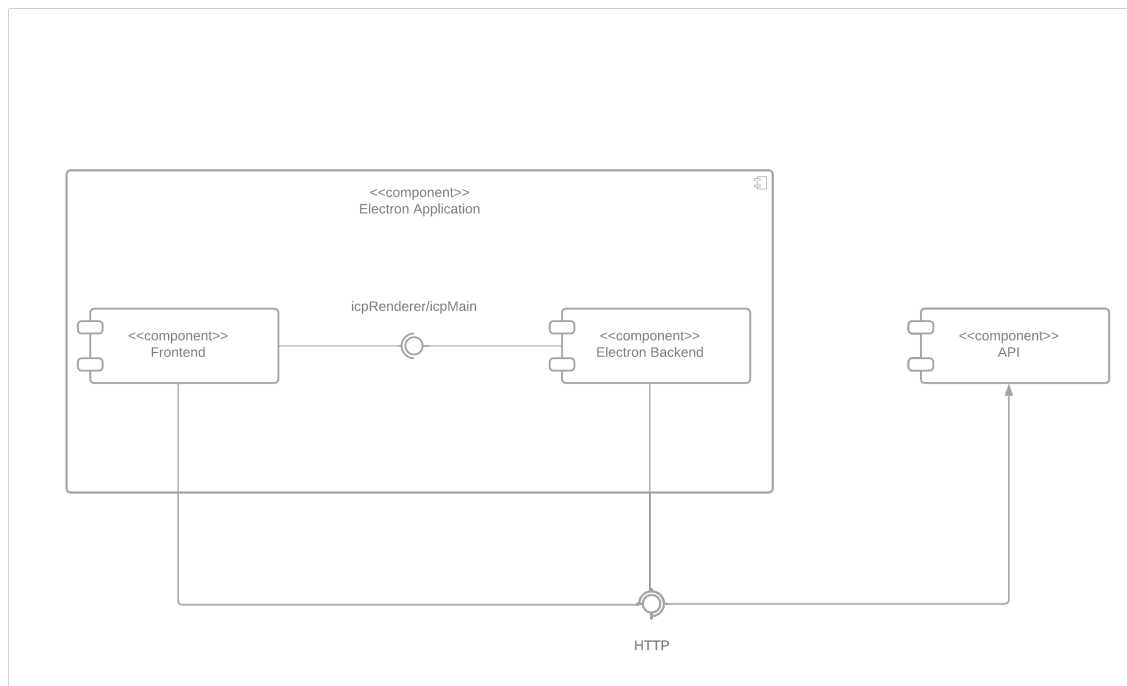 <<component>>
Electron Application
icpRenderer/icpMain
<<component>>
Frontend
<<component>>
Electron Backend
<<component>>
API
HTTP